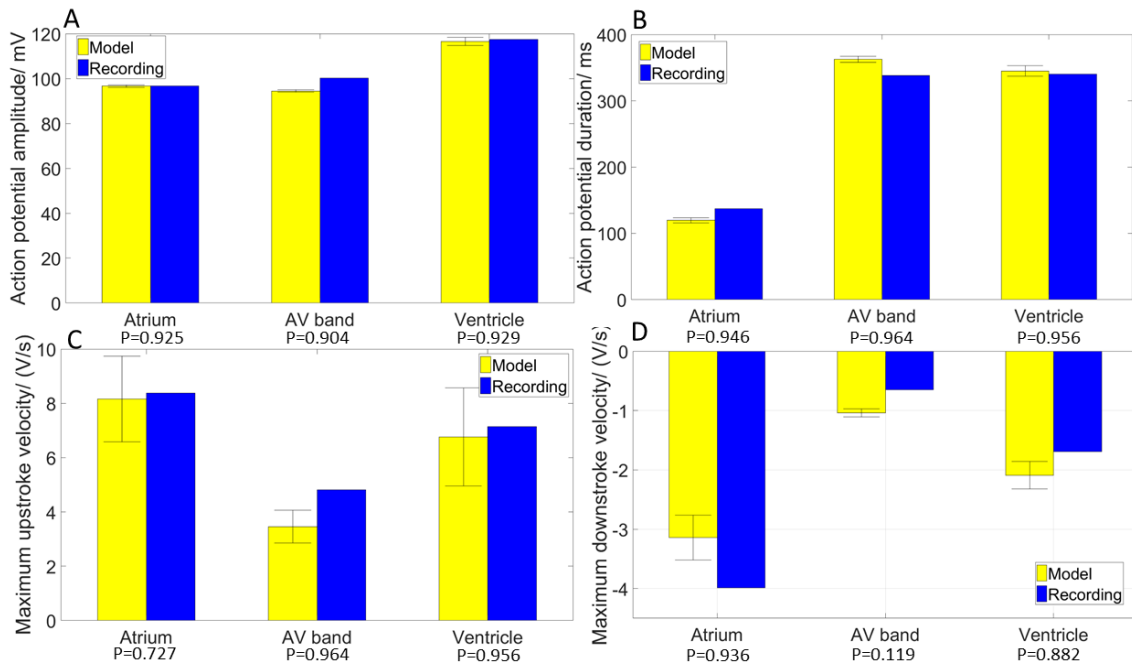 A
Action potential amplitude/ mV
120
100
80
60
40
20
0
Model
Recording
Atrium
AV band
Ventricle
P=0.925
P=0.904
P=0.929
B
Action potential duration/ ms
400
300
200
100
0
Model
Recording
Atrium
AV band
Ventricle
P=0.946
P=0.964
P=0.956
C
Maximum upstroke velocity/ (V/s)
10
8
6
4
2
0
Model
Recording
Atrium
AV band
Ventricle
P=0.727
P=0.964
P=0.956
D
Maximum downstroke velocity/ (V/s)
0
-1
-2
-3
-4
Model
Recording
Atrium
AV band
Ventricle
P=0.936
P=0.119
P=0.882